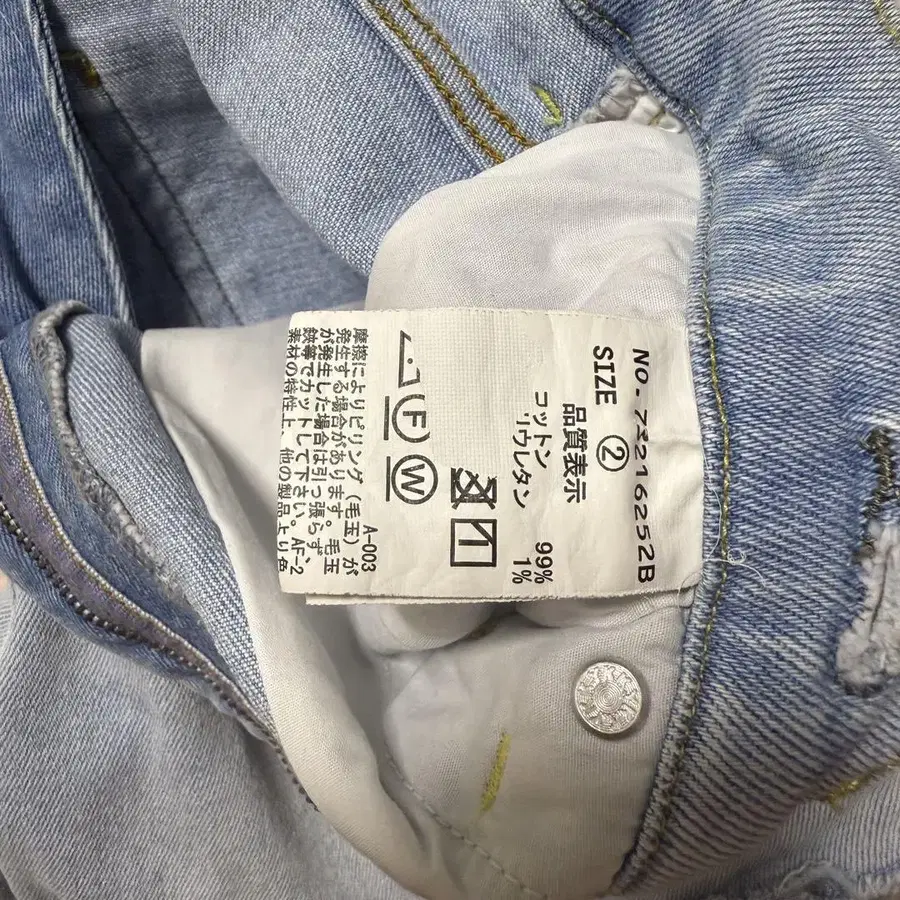 NO.72216252B
SIZE ②
品質表示
コットン 99%
リウレタン 1%
F
W
A-003
摩擦によりピリング(毛玉)が
発生する場合があります。毛玉
が発生した場合は引っ張らず、
鋏等でカットして下さい。AF-2
素材の特性上、他の製品より色